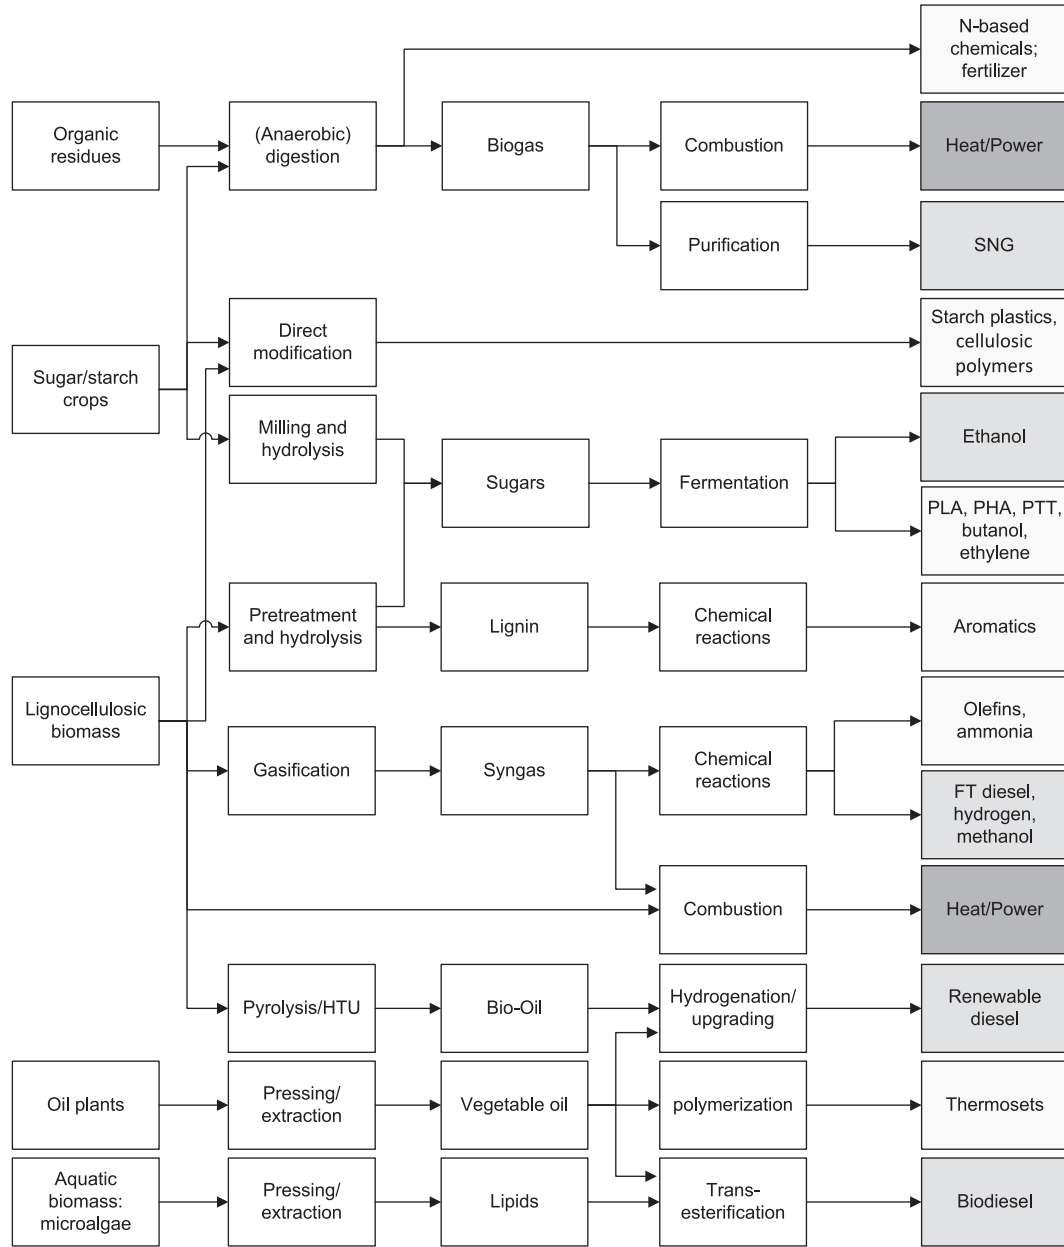 N-based
chemicals;
fertilizer
Organic
residues
(Anaerobic)
digestion
Biogas
Combustion
Heat/Power
Purification
SNG
Direct
modification
Starch plastics,
cellulosic
polymers
Sugar/starch
crops
Milling and
hydrolysis
Sugars
Fermentation
Ethanol
PLA, PHA, PTT,
butanol,
ethylene
Pretreatment
and hydrolysis
Lignin
Chemical
reactions
Aromatics
Lignocellulosic
biomass
Gasification
Syngas
Chemical
reactions
Olefins,
ammonia
FT diesel,
hydrogen,
methanol
Combustion
Heat/Power
Pyrolysis/HTU
Bio-Oil
Hydrogenation/
upgrading
Renewable
diesel
Oil plants
Pressing/
extraction
Vegetable oil
polymerization
Thermosets
Aquatic
biomass:
microalgae
Pressing/
extraction
Lipids
Trans-
esterification
Biodiesel